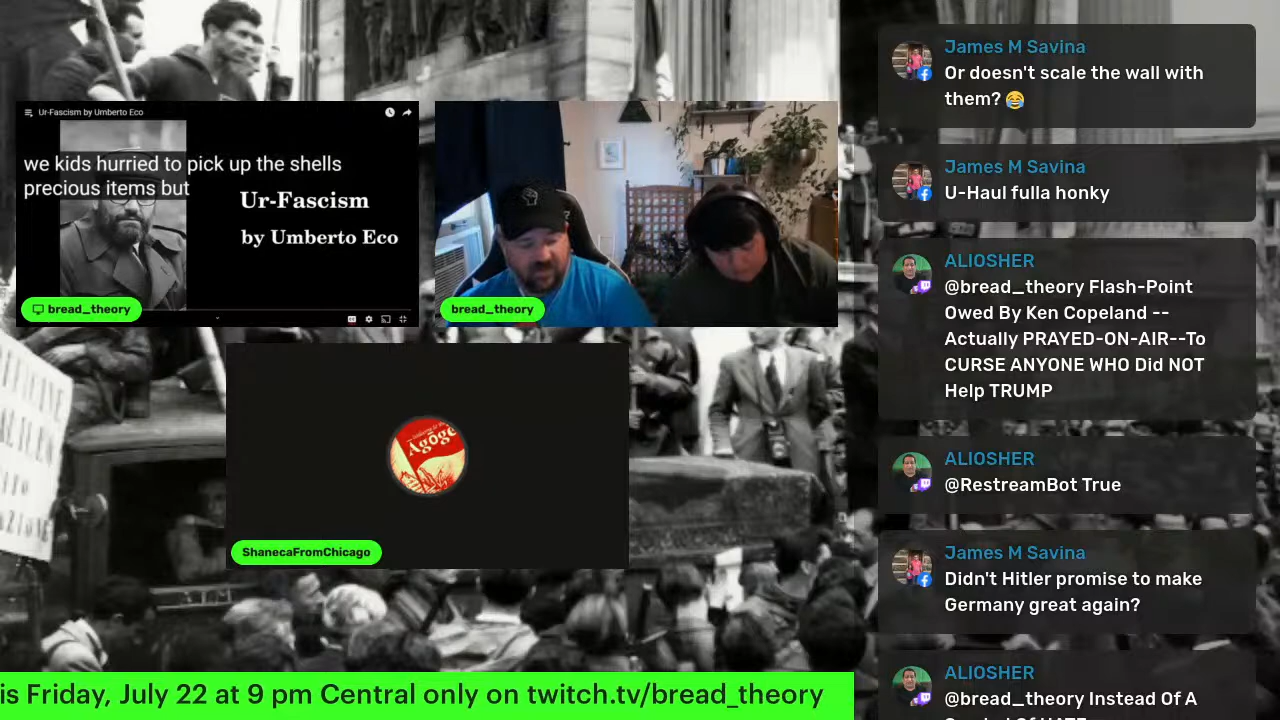 Ur-Fascism by Umberto Eco
we kids hurried to pick up the shells
precious items but
Ur-Fascism
by Umberto Eco
bread_theory
bread_theory
Agōge
ShanecaFromChicago
is Friday, July 22 at 9 pm Central only on twitch.tv/bread_theory
James M Savina
Or doesn't scale the wall with
them? 😂
James M Savina
U-Haul fulla honky
ALIOSHER
@bread_theory Flash-Point
Owed By Ken Copeland --
Actually PRAYED-ON-AIR--To
CURSE ANYONE WHO Did NOT
Help TRUMP
ALIOSHER
@RestreamBot True
James M Savina
Didn't Hitler promise to make
Germany great again?
ALIOSHER
@bread_theory Instead Of A